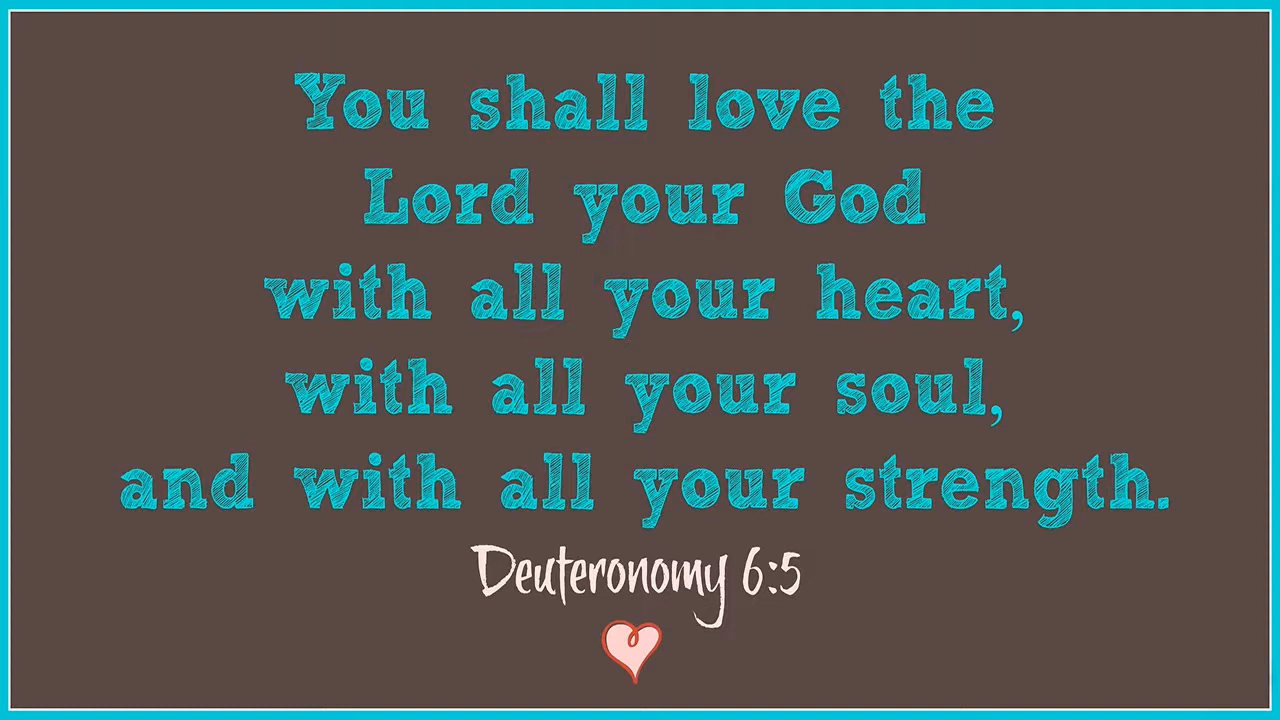 You shall love the
Lord your God
with all your heart,
with all your soul,
and with all your strength.
Deuteronomy 6:5